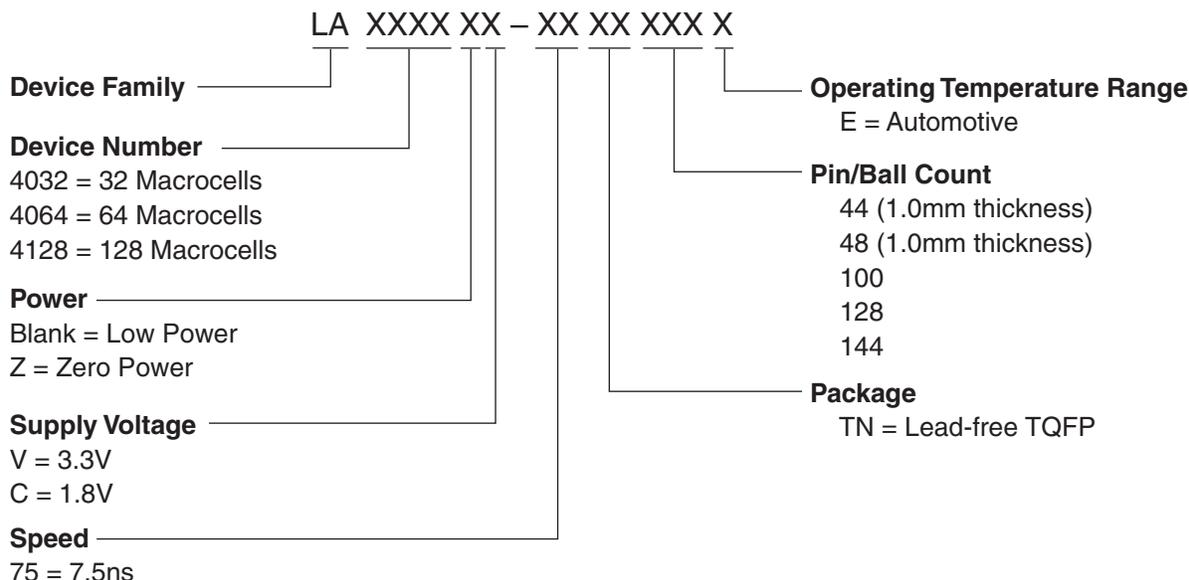 LA XXXX XX – XX XX XXX X
Device Family
Device Number
4032 = 32 Macrocells
4064 = 64 Macrocells
4128 = 128 Macrocells
Power
Blank = Low Power
Z = Zero Power
Supply Voltage
V = 3.3V
C = 1.8V
Speed
75 = 7.5ns
Operating Temperature Range
E = Automotive
Pin/Ball Count
44 (1.0mm thickness)
48 (1.0mm thickness)
100
128
144
Package
TN = Lead-free TQFP